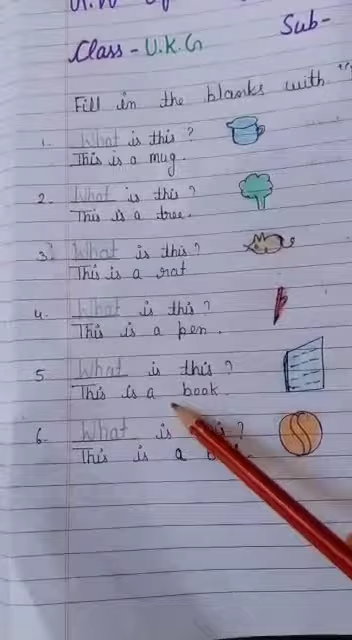 Class - U.K.G
Sub-
Fill in the blanks with "
1. What is this?
This is a mug.
2. What is this?
This is a tree.
3. What is this?
This is a rat
4. What is this?
This is a pen.
5. What is this?
This is a book.
6. What is this?
This is a